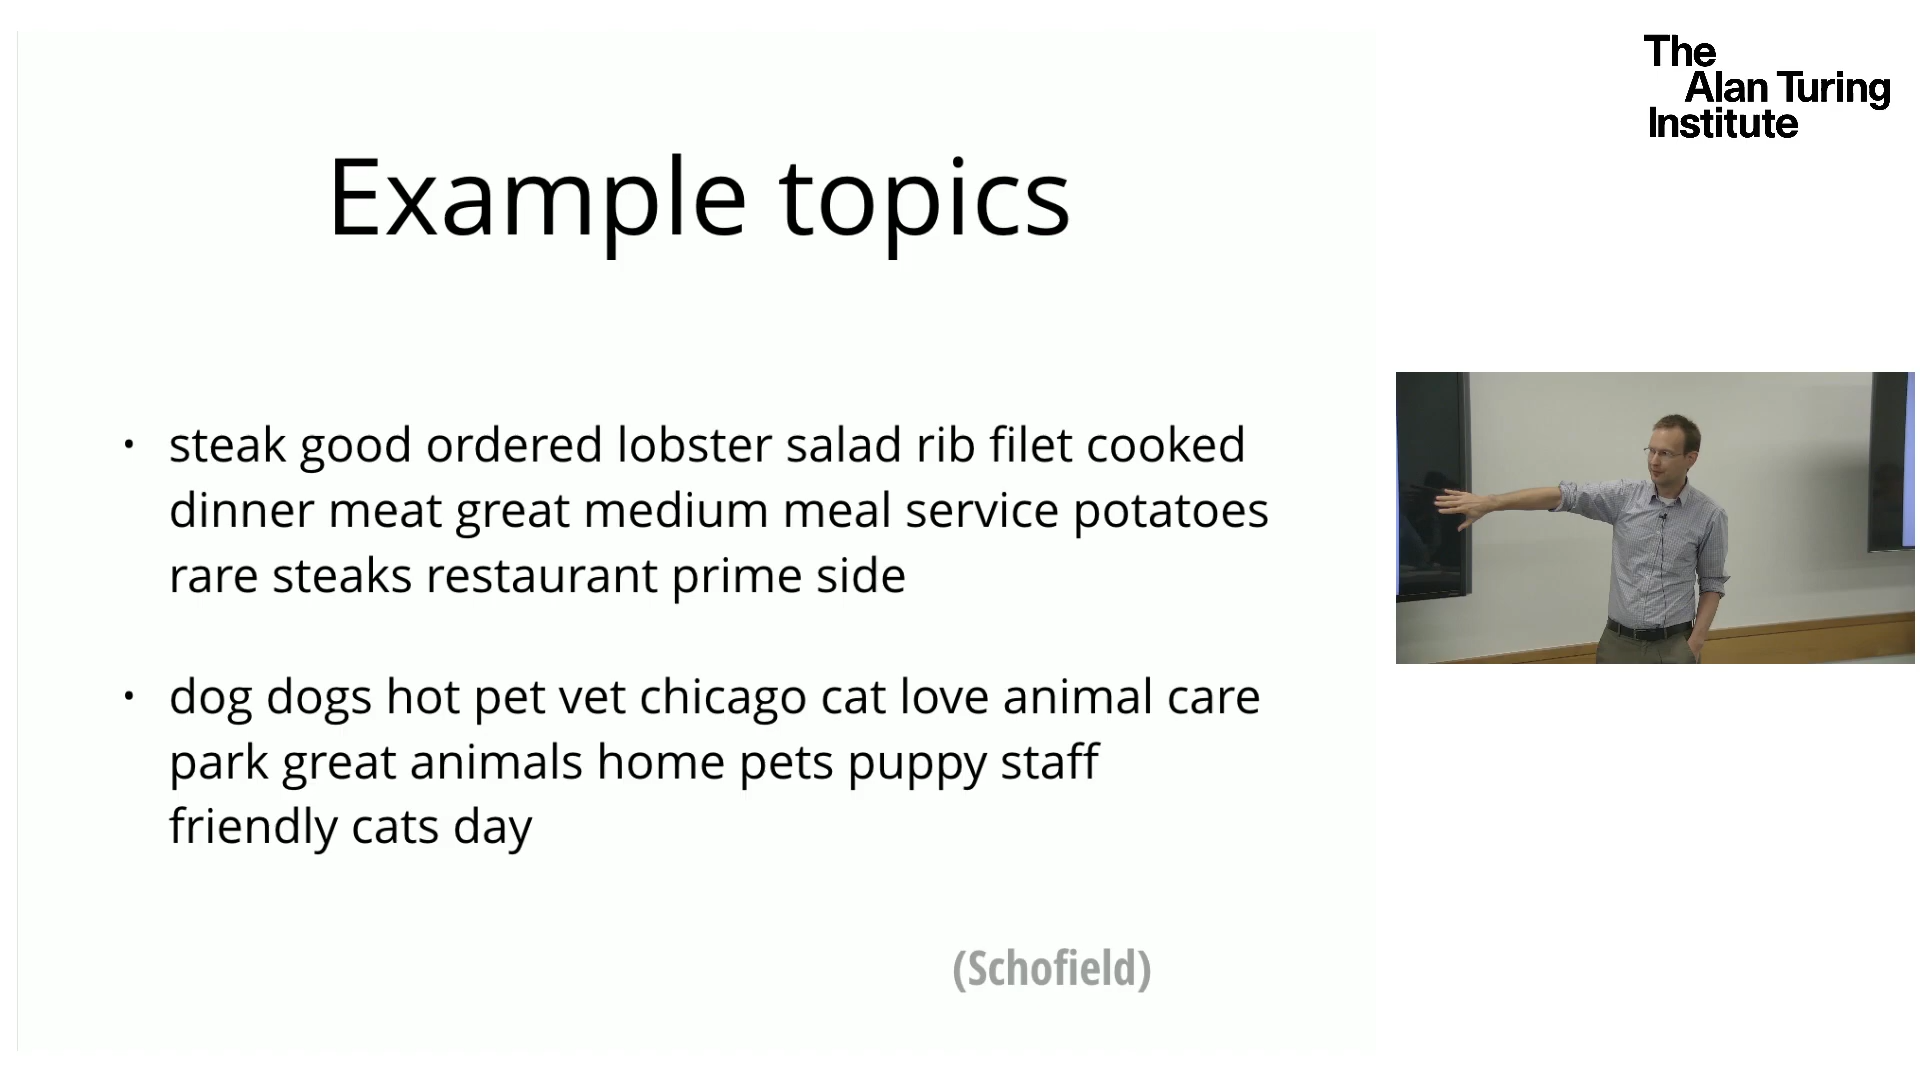 The
Alan Turing
Institute
Example topics
• steak good ordered lobster salad rib filet cooked
dinner meat great medium meal service potatoes
rare steaks restaurant prime side
• dog dogs hot pet vet chicago cat love animal care
park great animals home pets puppy staff
friendly cats day
(Schofield)